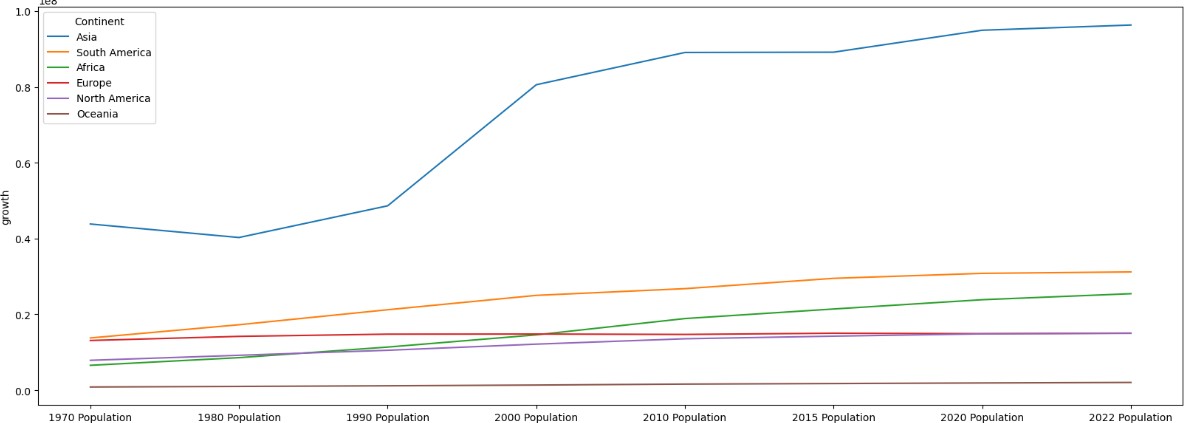 1e8
1.0
0.8
0.6
0.4
0.2
0.0
growth
Continent
Asia
South America
Africa
Europe
North America
Oceania
1970 Population
1980 Population
1990 Population
2000 Population
2010 Population
2015 Population
2020 Population
2022 Population